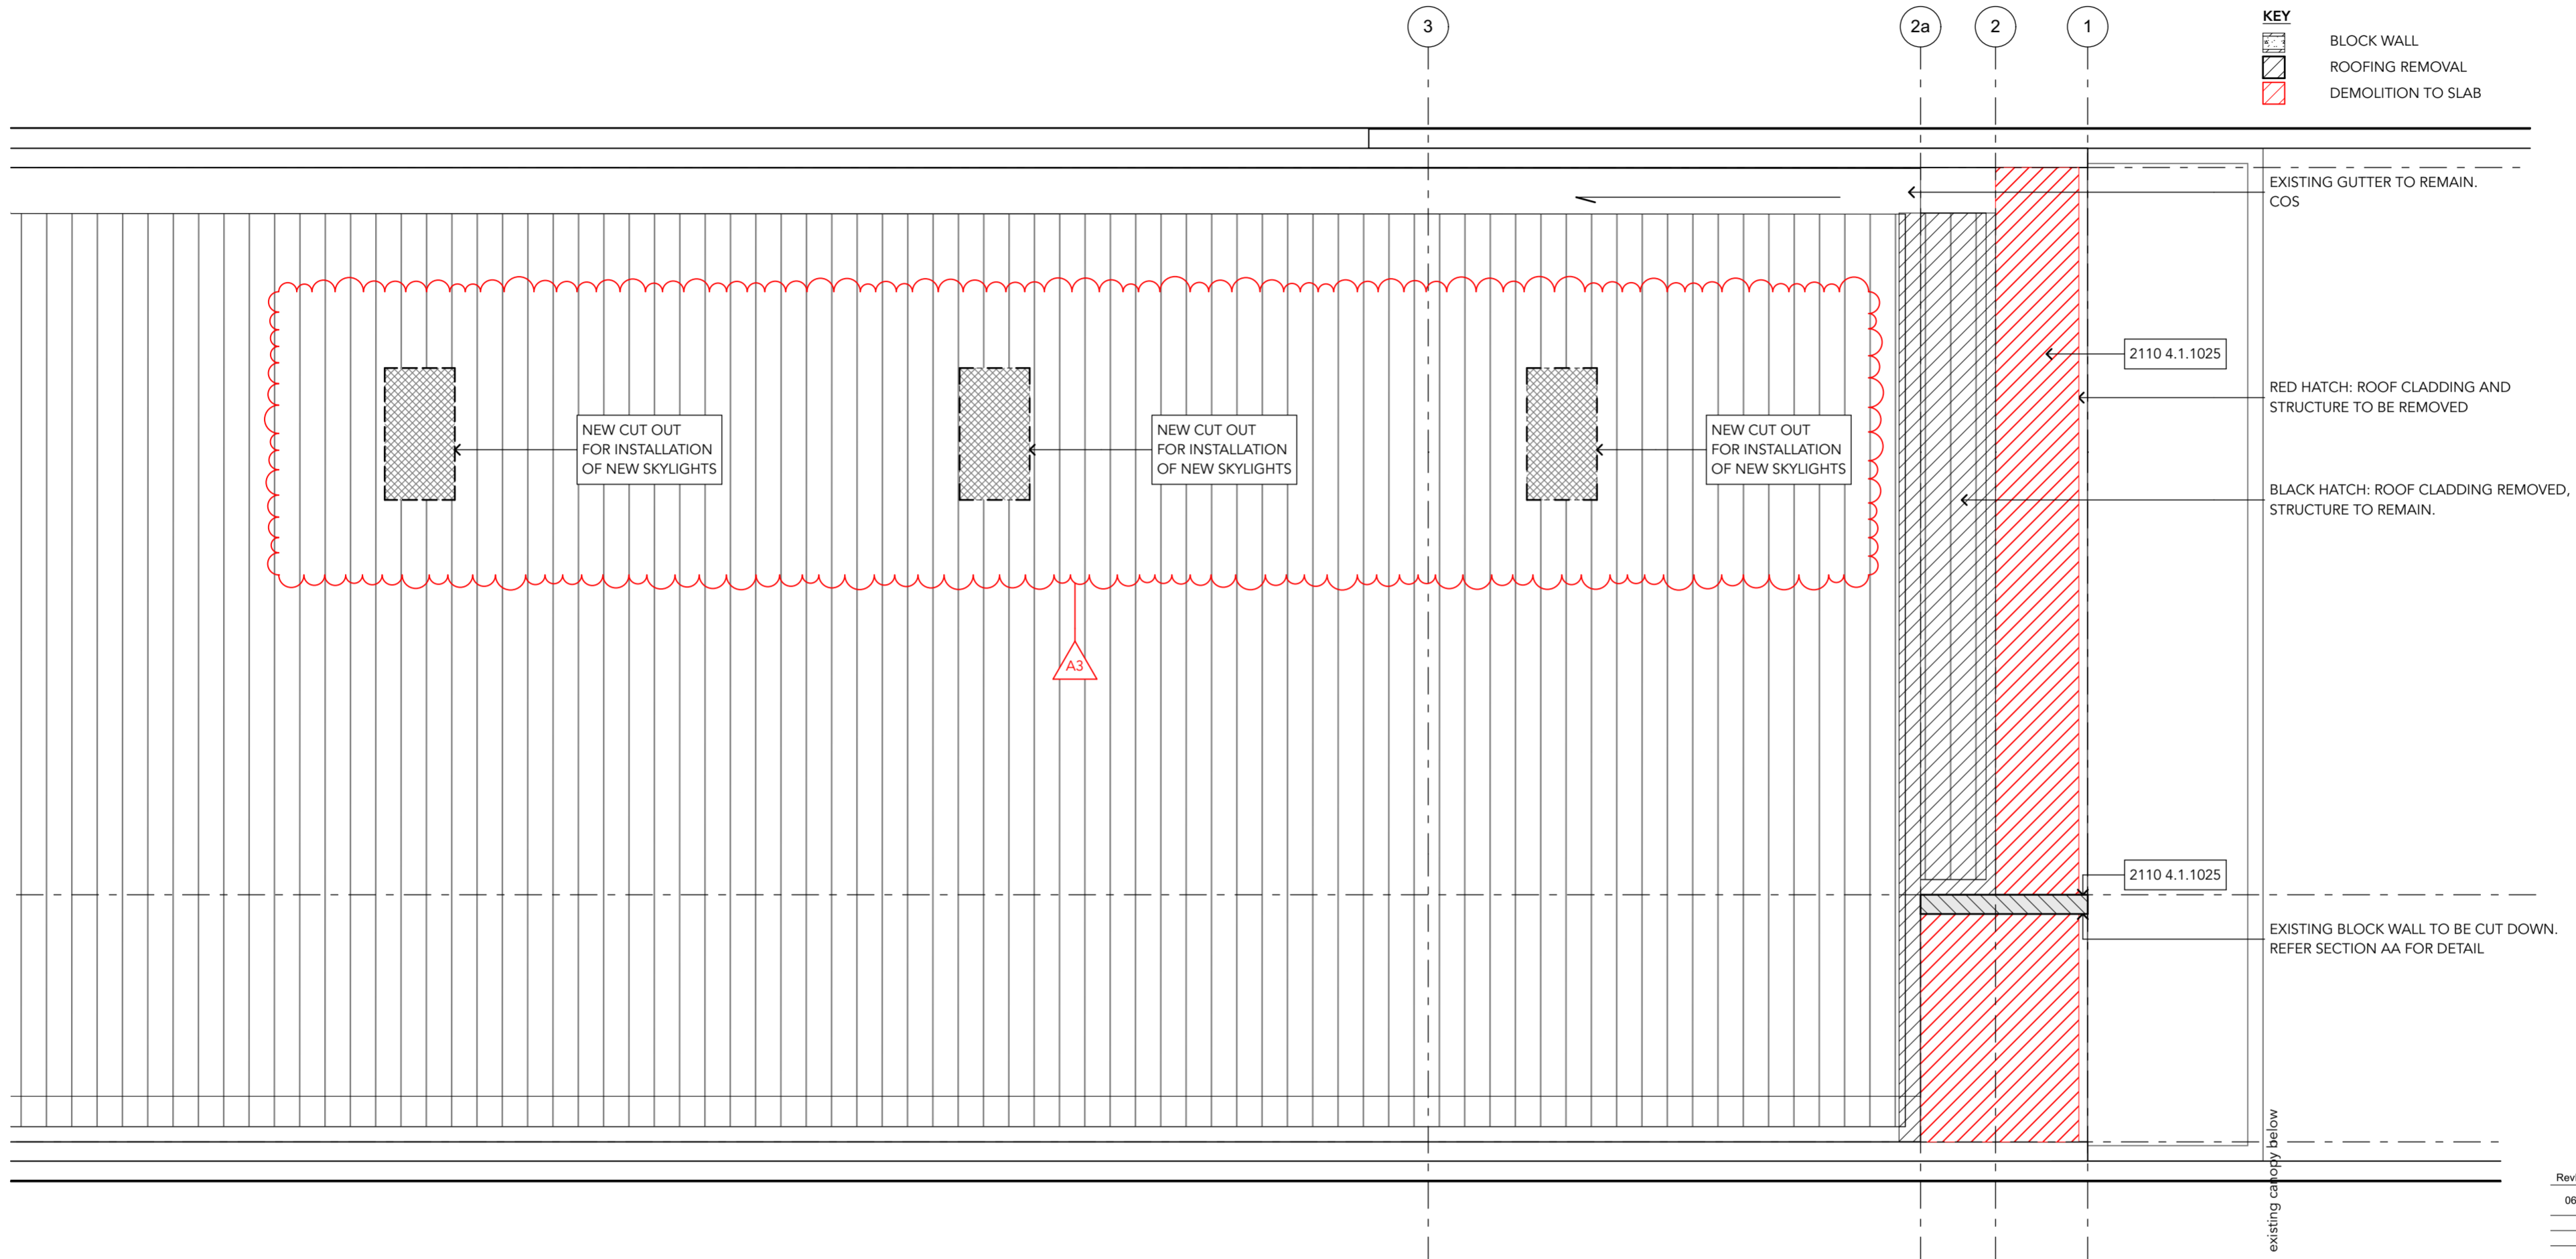 3
2a
2
1
KEY
BLOCK WALL
ROOFING REMOVAL
DEMOLITION TO SLAB
EXISTING GUTTER TO REMAIN.
COS
2110 4.1.1025
RED HATCH: ROOF CLADDING AND
STRUCTURE TO BE REMOVED
NEW CUT OUT
FOR INSTALLATION
OF NEW SKYLIGHTS
NEW CUT OUT
FOR INSTALLATION
OF NEW SKYLIGHTS
NEW CUT OUT
FOR INSTALLATION
OF NEW SKYLIGHTS
BLACK HATCH: ROOF CLADDING REMOVED,
STRUCTURE TO REMAIN.
A3
2110 4.1.1025
EXISTING BLOCK WALL TO BE CUT DOWN.
REFER SECTION AA FOR DETAIL
existing canopy below